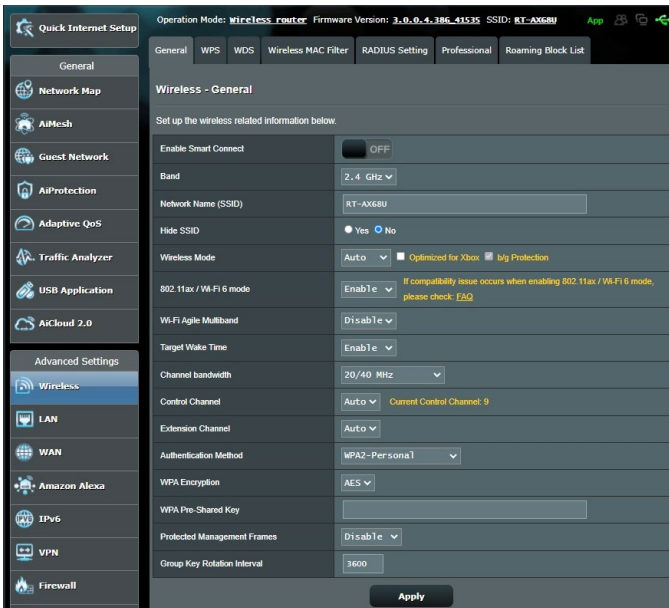 Quick Internet Setup
General
Network Map
AiMesh
Guest Network
AiProtection
Adaptive QoS
Traffic Analyzer
USB Application
AiCloud 2.0
Advanced Settings
Wireless
LAN
WAN
Amazon Alexa
IPv6
VPN
Firewall
Operation Mode: Wireless router Firmware Version: 3.0.0.4.386_41535 SSID: RT-AX68U App
General WPS WDS Wireless MAC Filter RADIUS Setting Professional Roaming Block List
Wireless - General
Set up the wireless related information below.
Enable Smart Connect OFF
Band 2.4 GHz
Network Name (SSID) RT-AX68U
Hide SSID Yes No
Wireless Mode Auto Optimized for Xbox b/g Protection
802.11ax / Wi-Fi 6 mode Enable If compatibility issue occurs when enabling 802.11ax / Wi-Fi 6 mode,
please check: FAQ
Wi-Fi Agile Multiband Disable
Target Wake Time Enable
Channel bandwidth 20/40 MHz
Control Channel Auto Current Control Channel: 9
Extension Channel Auto
Authentication Method WPA2-Personal
WPA Encryption AES
WPA Pre-Shared Key
Protected Management Frames Disable
Group Key Rotation Interval 3600
Apply